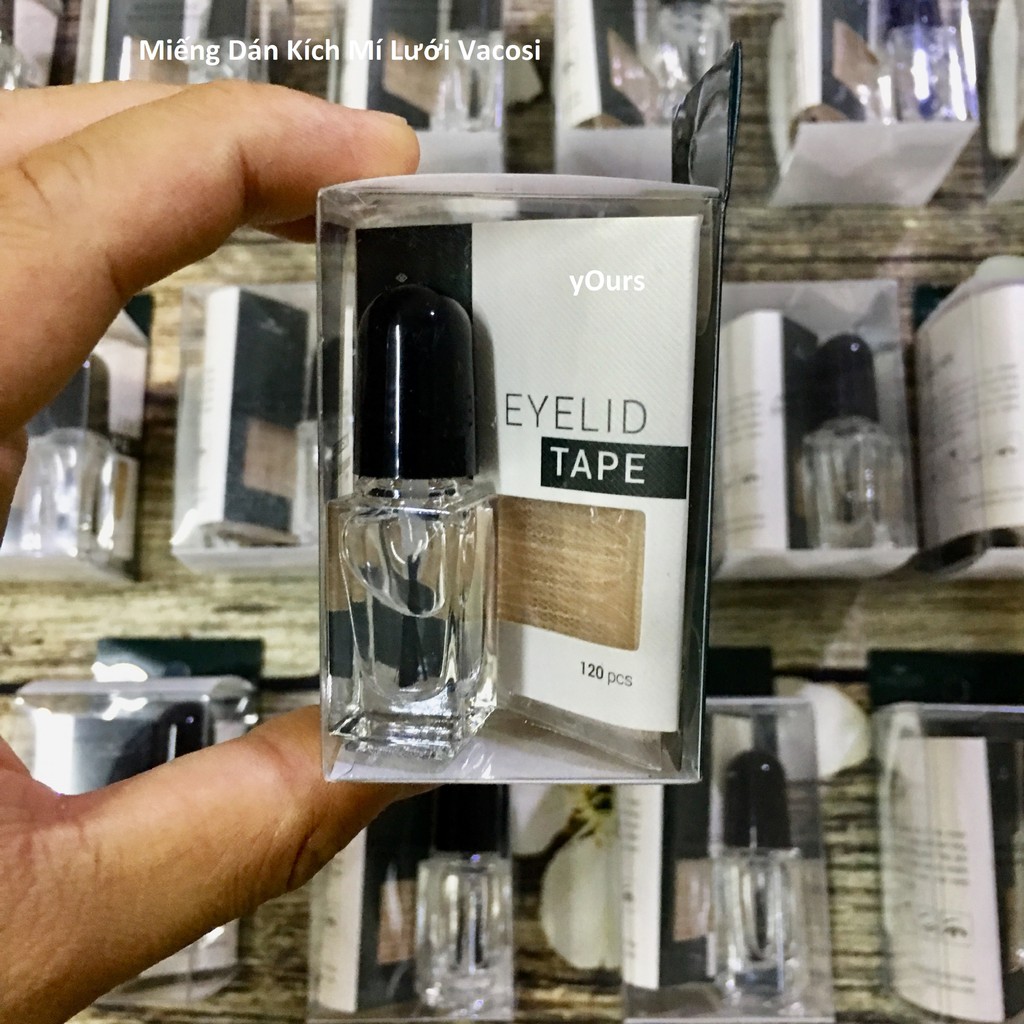 Miếng Dán Kích Mí Lưới Vacosi
yOurs
EYELID
TAPE
120 pcs